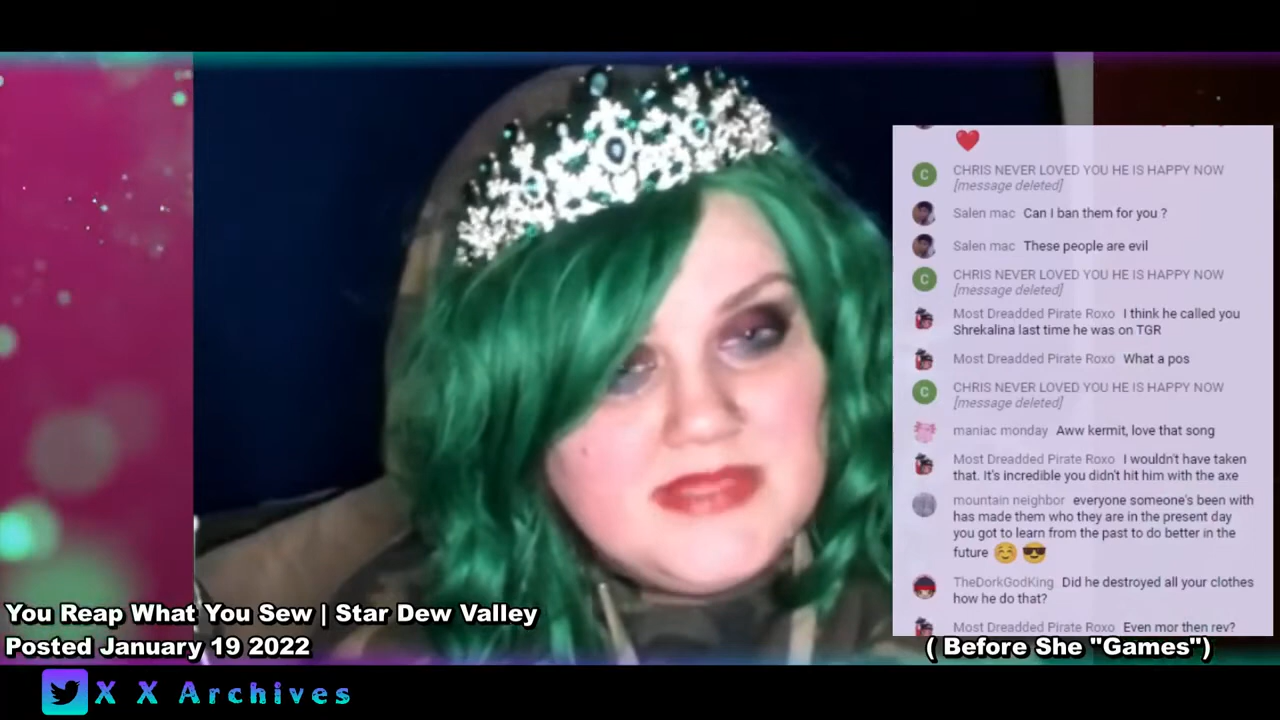 CHRIS NEVER LOVED YOU HE IS HAPPY NOW
[message deleted]
Salen mac Can I ban them for you ?
Salen mac These people are evil
CHRIS NEVER LOVED YOU HE IS HAPPY NOW
[message deleted]
Most Dreadded Pirate Roxo I think he called you
Shrekalina last time he was on TGR
Most Dreadded Pirate Roxo What a pos
CHRIS NEVER LOVED YOU HE IS HAPPY NOW
[message deleted]
maniac monday Aww kermit, love that song
Most Dreadded Pirate Roxo I wouldn't have taken
that. It's incredible you didn't hit him with the axe
mountain neighbor everyone someone's been with
has made them who they are in the present day
you got to learn from the past to do better in the
future
TheDorkGodKing Did he destroyed all your clothes
how he do that?
Most Dreadded Pirate Roxo Even mor then rev?
You Reap What You Sew | Star Dew Valley
Posted January 19 2022
( Before She "Games")
X X Archives
C
C
C